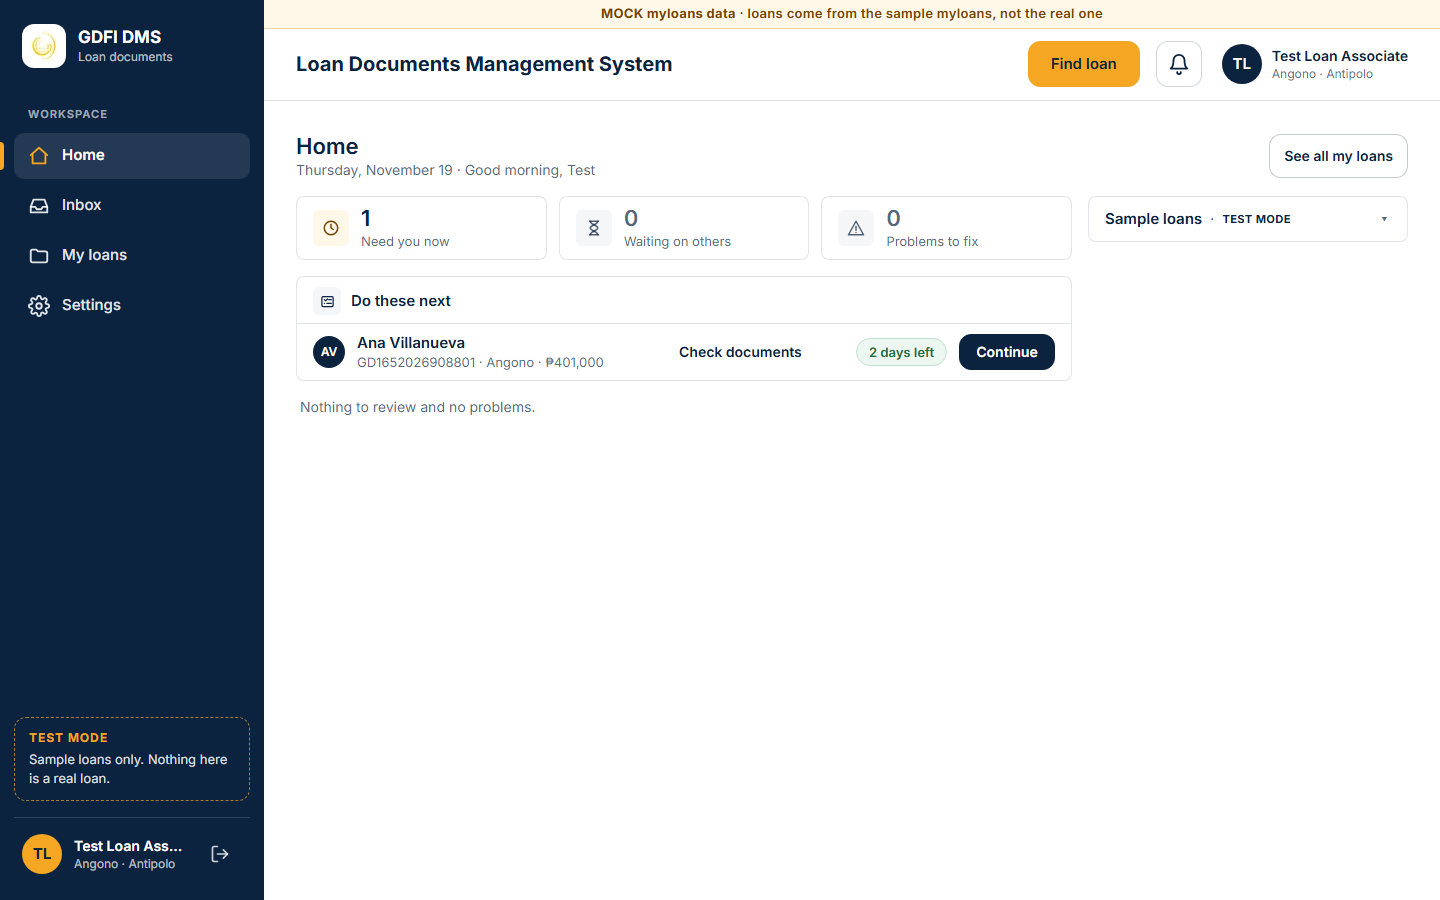 MOCK myloans data · loans come from the sample myloans, not the real one
GDFI DMS
Loan documents
WORKSPACE
Home
Inbox
My loans
Settings
TEST MODE
Sample loans only. Nothing here
is a real loan.
TL
Test Loan Ass...
Angono · Antipolo
Loan Documents Management System
Find loan
TL
Test Loan Associate
Angono · Antipolo
Home
Thursday, November 19 · Good morning, Test
See all my loans
1
Need you now
0
Waiting on others
0
Problems to fix
Sample loans · TEST MODE
Do these next
AV
Ana Villanueva
GD1652026908801 · Angono · ₱401,000
Check documents
2 days left
Continue
Nothing to review and no problems.